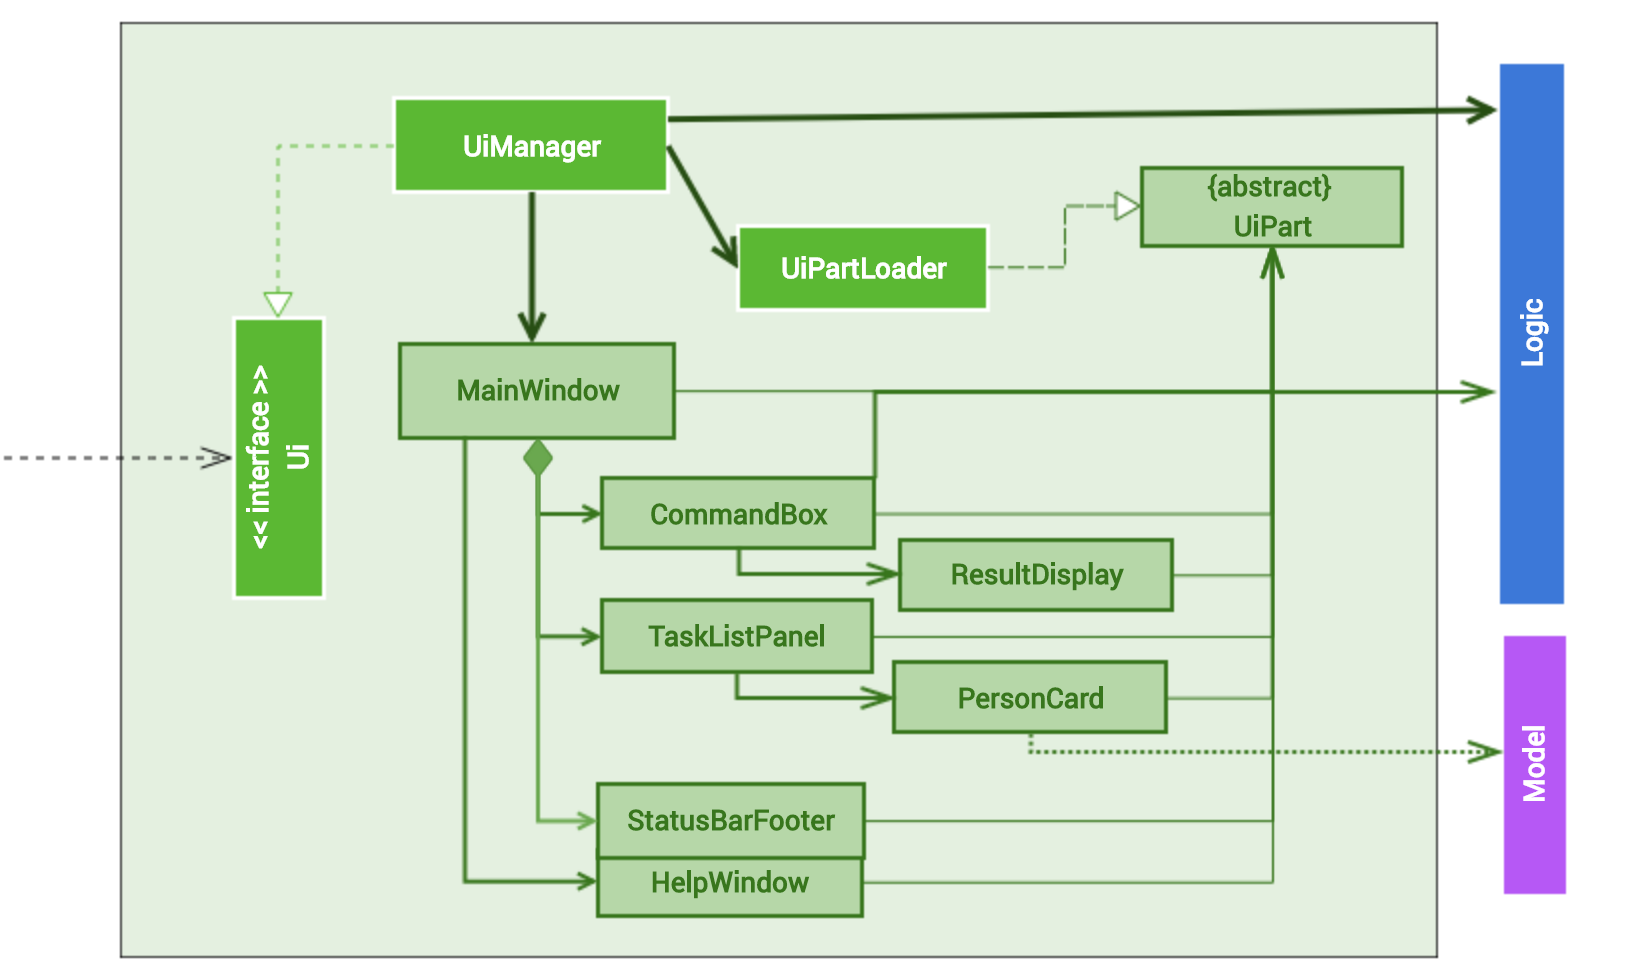 UiManager
{abstract}
UiPart
UiPartLoader
Logic
<< interface >>
Ui
MainWindow
CommandBox
ResultDisplay
TaskListPanel
PersonCard
Model
StatusBarFooter
HelpWindow